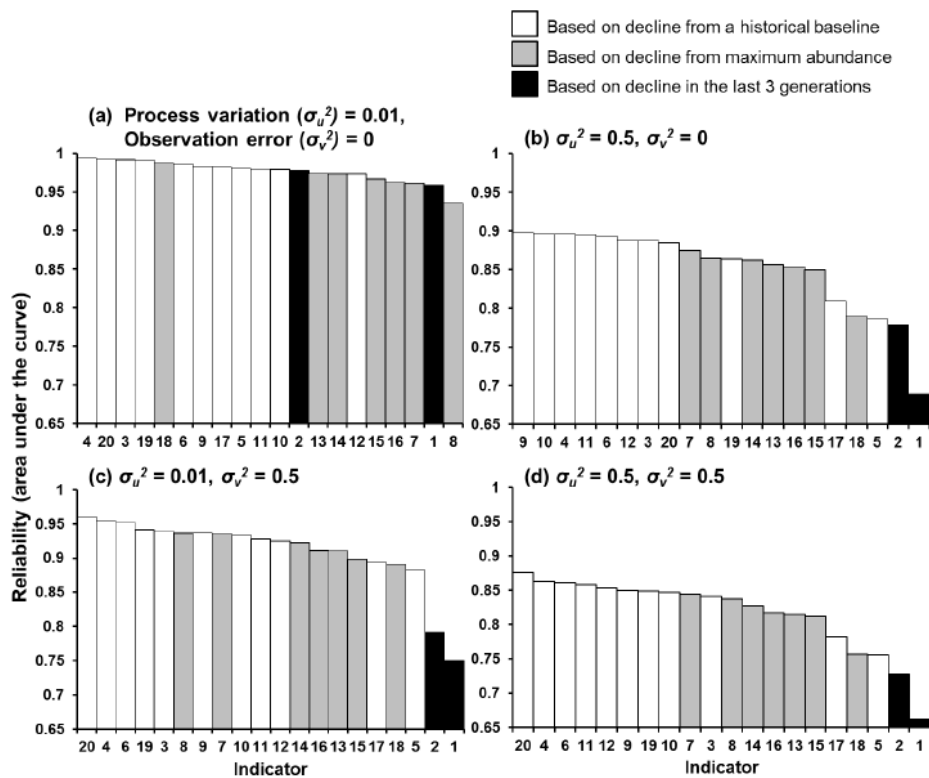 Based on decline from a historical baseline
Based on decline from maximum abundance
Based on decline in the last 3 generations
(a) Process variation (σu²) = 0.01,
Observation error (σv²) = 0
(b) σu² = 0.5, σv² = 0
1
0.95
0.9
0.85
0.8
0.75
0.7
0.65
4 20 3 19 18 6 9 17 5 11 10 2 13 14 12 15 16 7 1 8
1
0.95
0.9
0.85
0.8
0.75
0.7
0.65
9 10 4 11 6 12 3 20 7 8 19 14 13 16 15 17 18 5 2 1
Reliability (area under the curve)
(c) σu² = 0.01, σv² = 0.5
(d) σu² = 0.5, σv² = 0.5
1
0.95
0.9
0.85
0.8
0.75
0.7
0.65
20 4 6 19 3 8 9 7 10 11 12 14 16 13 15 17 18 5 2 1
Indicator
1
0.95
0.9
0.85
0.8
0.75
0.7
0.65
20 4 6 11 12 9 19 10 7 3 8 14 16 13 15 17 18 5 2 1
Indicator